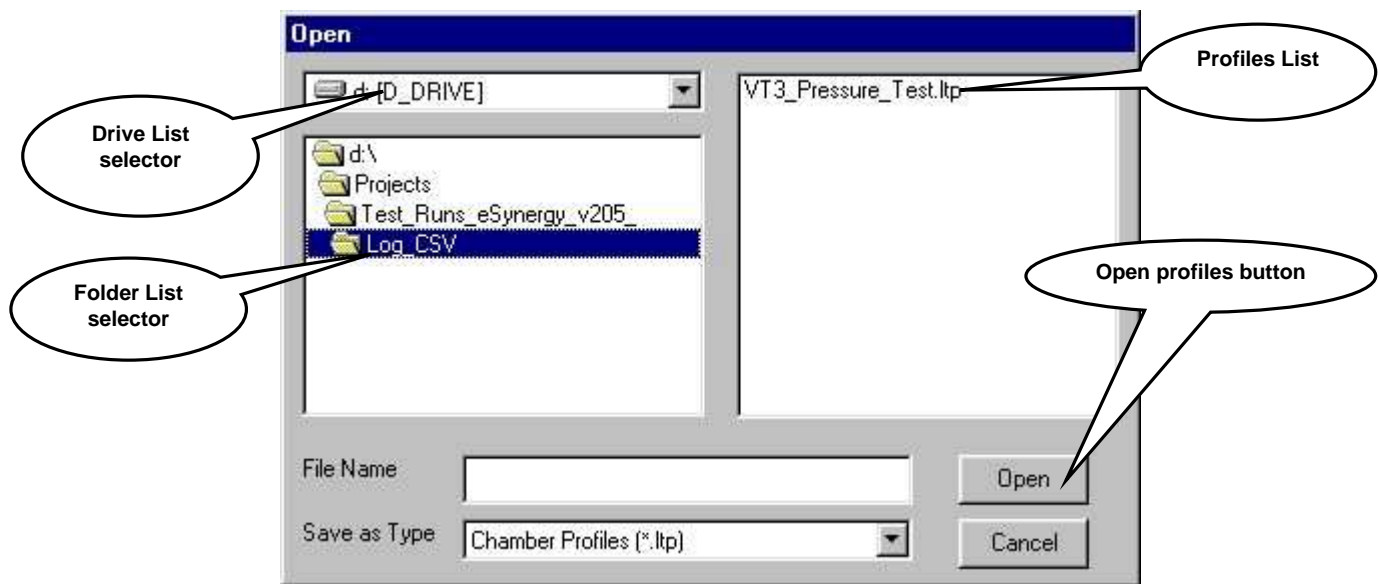 Open
d: [D_DRIVE]
VT3_Pressure_Test.ltp
Profiles List
Drive List
selector
d:\
Projects
Test_Runs_eSynergy_v205_
Log_CSV
Folder List
selector
Open profiles button
File Name
Open
Save as Type
Chamber Profiles (*.ltp)
Cancel